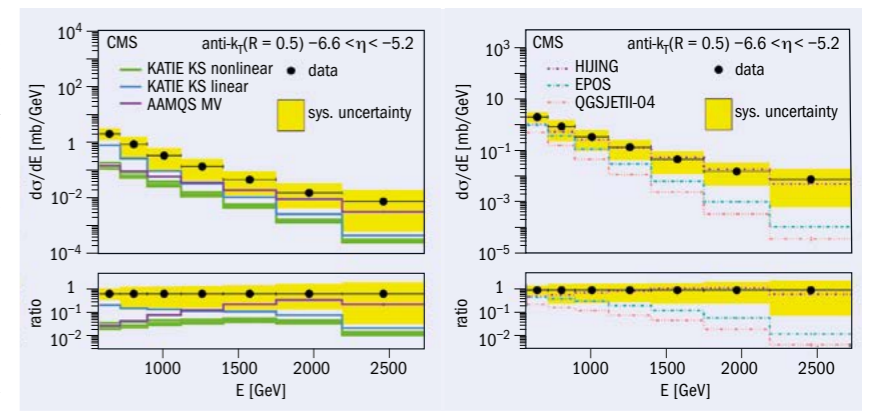 CMS anti-k_T(R = 0.5) −6.6 <η< −5.2
KATIE KS nonlinear
KATIE KS linear
AAMQS MV
data
sys. uncertainty
dσ/dE [mb/GeV]
10⁴
10²
1
10⁻²
10⁻⁴
ratio
1
10⁻¹
10⁻²
1000 1500 2000 2500
E [GeV]
CMS anti-k_T(R = 0.5) −6.6 <η< −5.2
HIJING
EPOS
QGSJETII-04
data
sys. uncertainty
dσ/dE [mb/GeV]
10³
10
10⁻¹
10⁻³
10⁻⁵
ratio
1
10⁻¹
10⁻²
1000 1500 2000 2500
E [GeV]